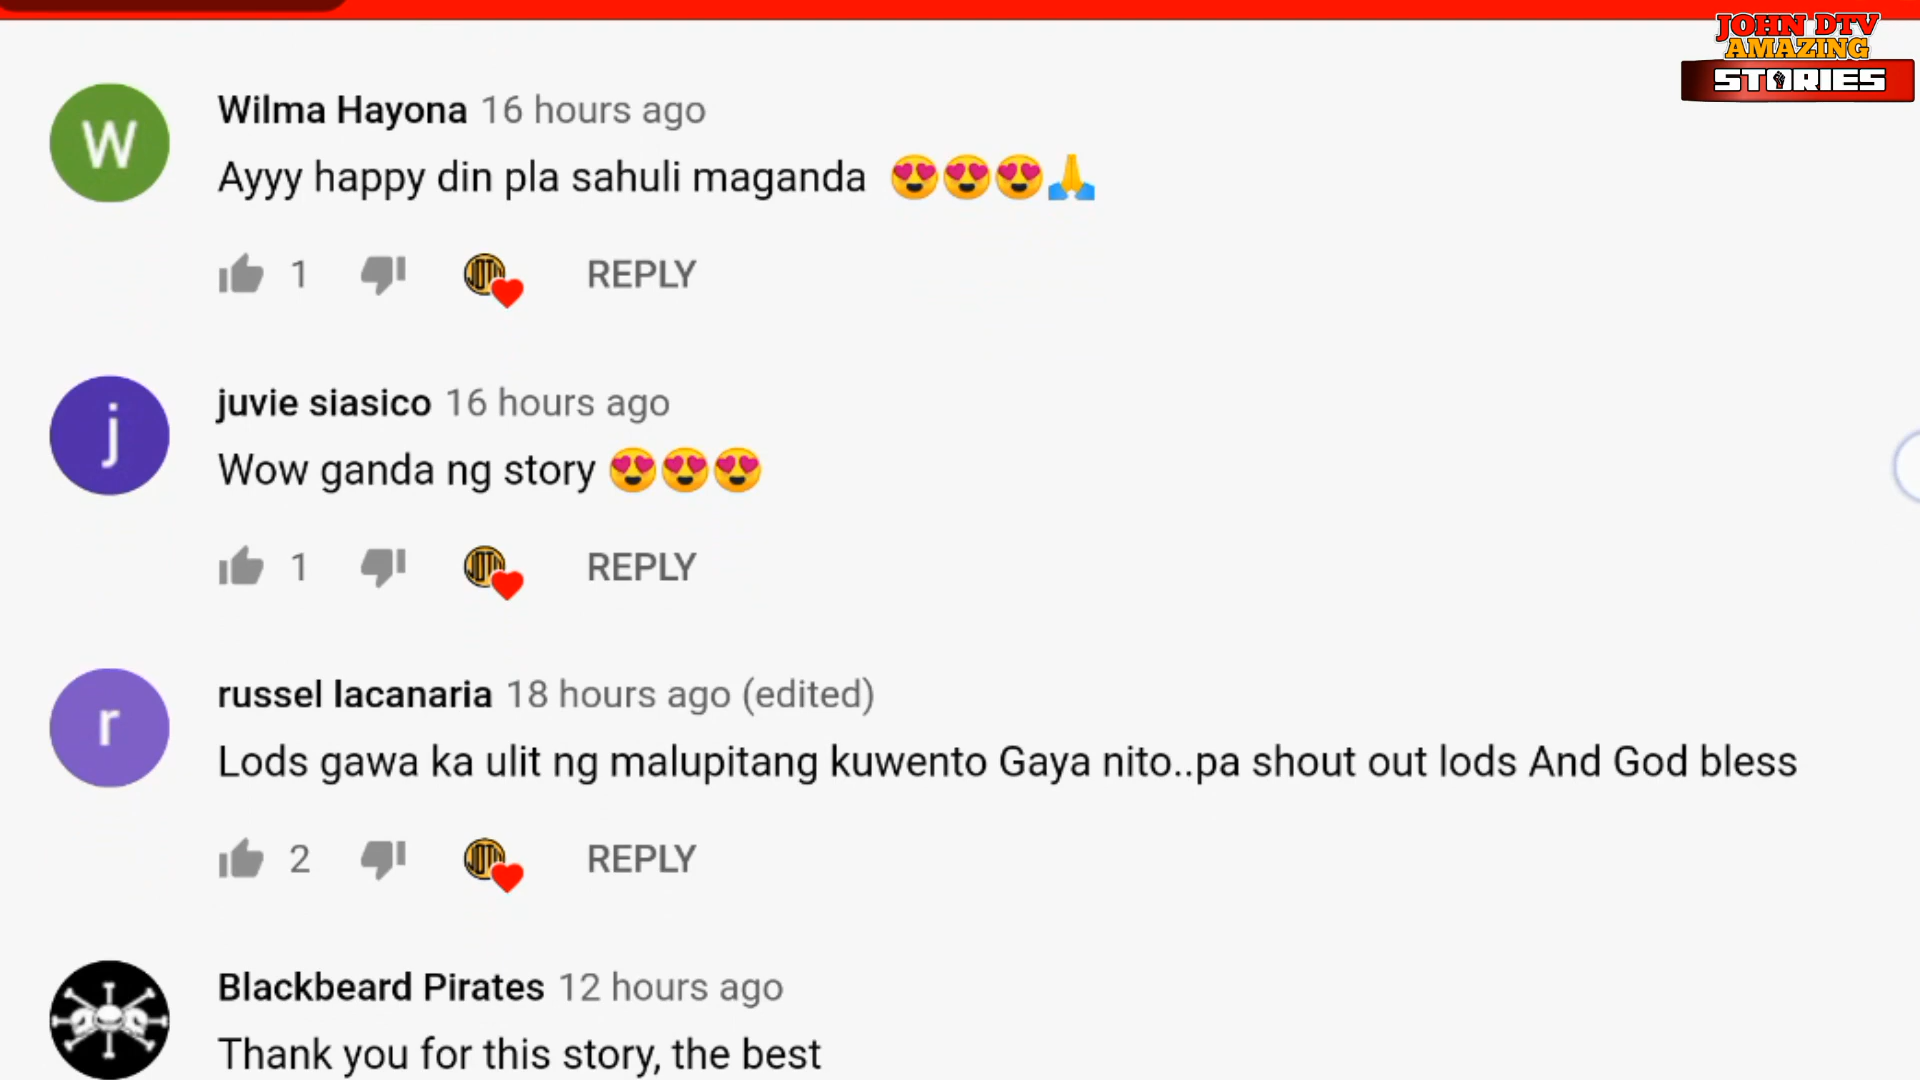 JOHN DTV
AMAZING
STORIES
W
Wilma Hayona 16 hours ago
Ayyy happy din pla sahuli maganda 😍😍😍🙏
1 REPLY
j
juvie siasico 16 hours ago
Wow ganda ng story 😍😍😍
1 REPLY
r
russel lacanaria 18 hours ago (edited)
Lods gawa ka ulit ng malupitang kuwento Gaya nito..pa shout out lods And God bless
2 REPLY
Blackbeard Pirates 12 hours ago
Thank you for this story, the best